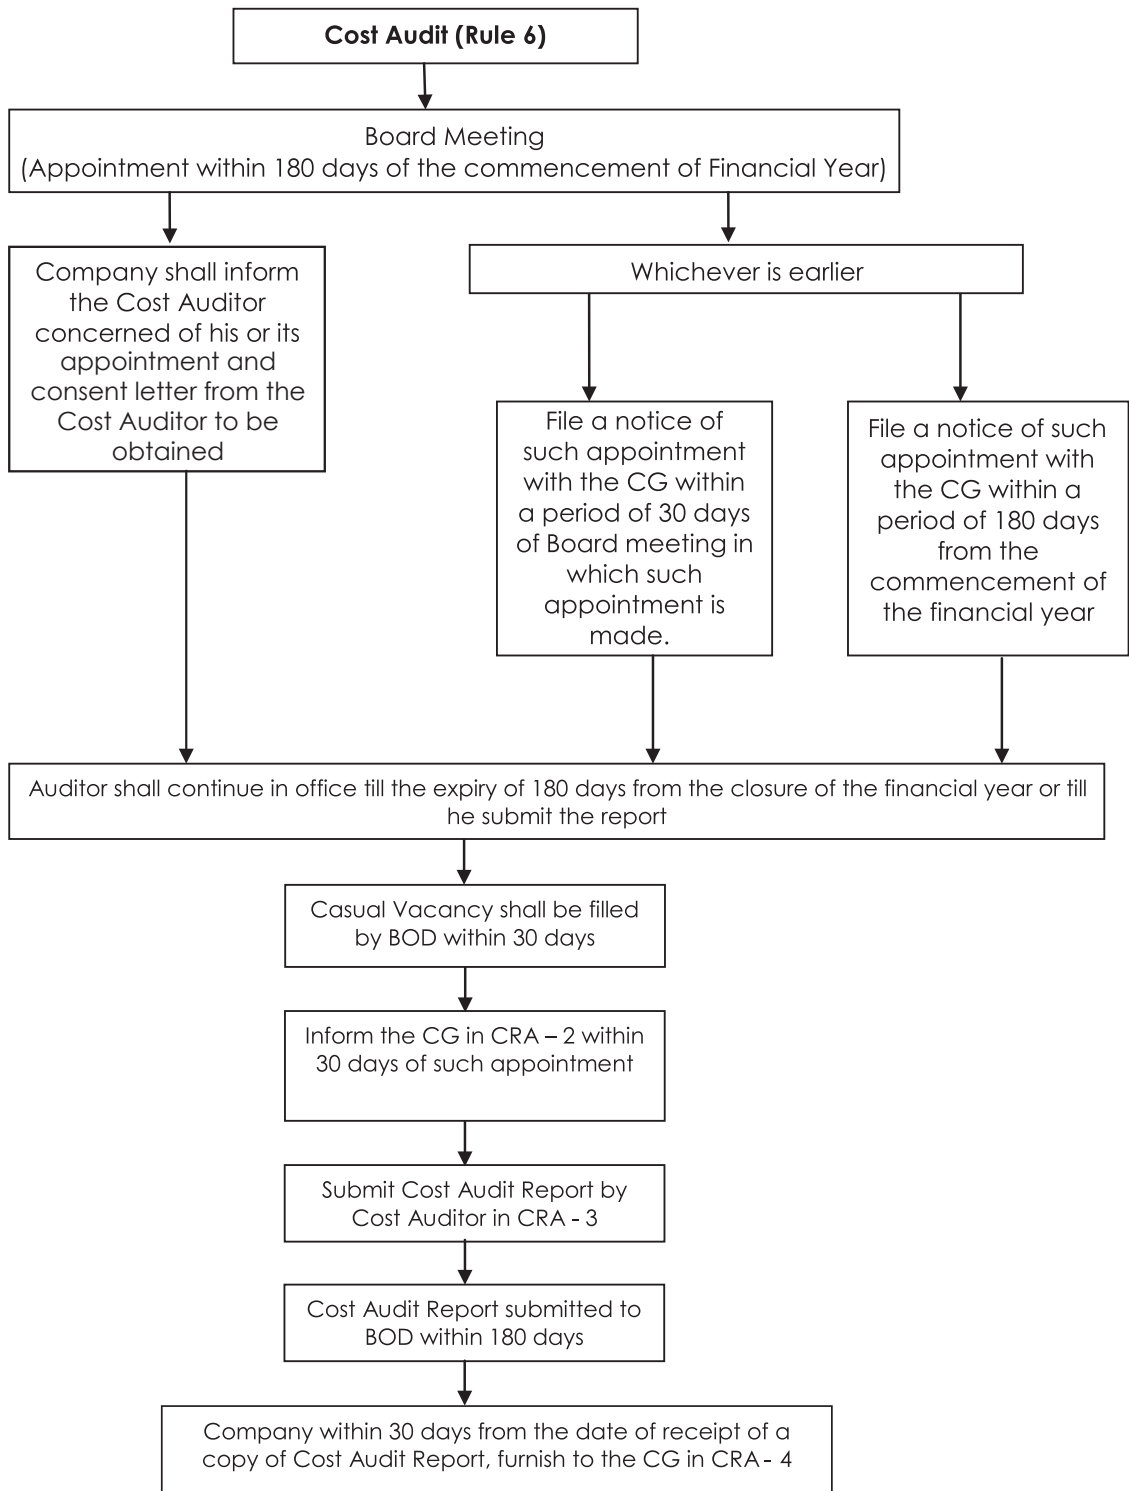 Cost Audit (Rule 6)
Board Meeting
(Appointment within 180 days of the commencement of Financial Year)
Company shall inform
the Cost Auditor
concerned of his or its
appointment and
consent letter from the
Cost Auditor to be
obtained
Whichever is earlier
File a notice of
such appointment
with the CG within
a period of 30 days
of Board meeting in
which such
appointment is
made.
File a notice of such
appointment with
the CG within a
period of 180 days
from the
commencement of
the financial year
Auditor shall continue in office till the expiry of 180 days from the closure of the financial year or till
he submit the report
Casual Vacancy shall be filled
by BOD within 30 days
Inform the CG in CRA – 2 within
30 days of such appointment
Submit Cost Audit Report by
Cost Auditor in CRA - 3
Cost Audit Report submitted to
BOD within 180 days
Company within 30 days from the date of receipt of a
copy of Cost Audit Report, furnish to the CG in CRA - 4